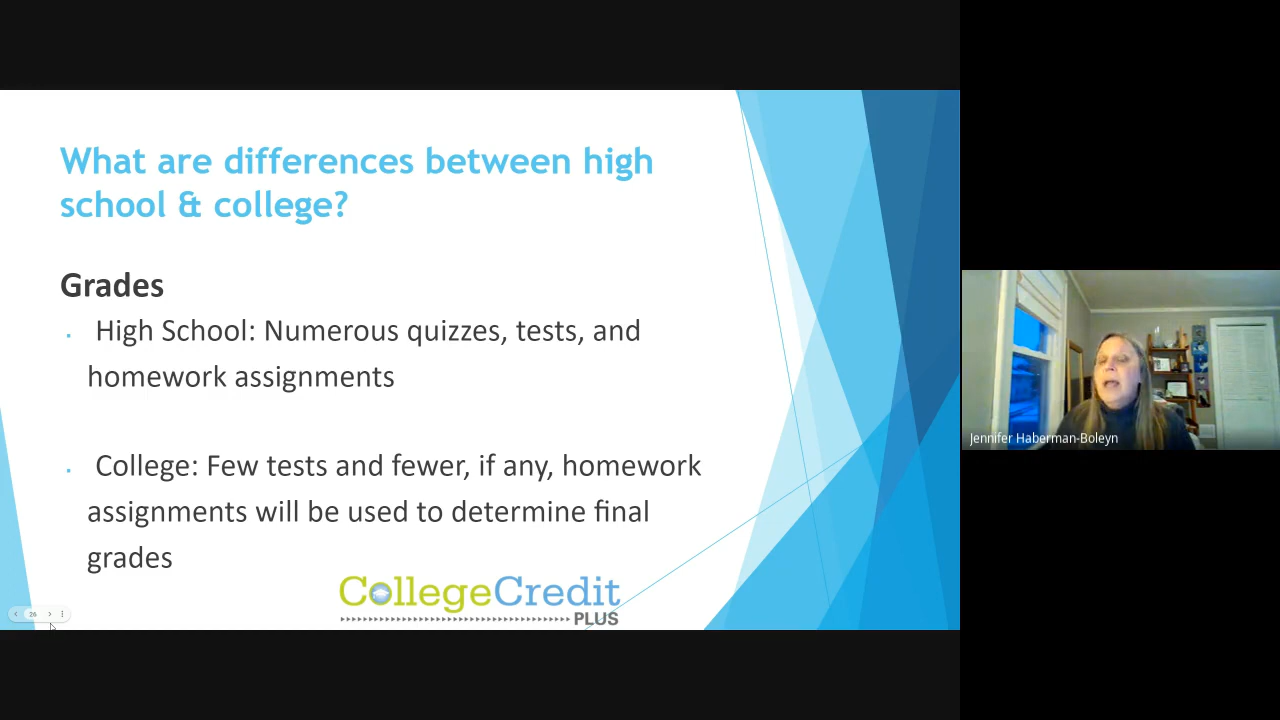 What are differences between high
school & college?
Grades
High School: Numerous quizzes, tests, and
homework assignments
College: Few tests and fewer, if any, homework
assignments will be used to determine final
grades
CollegeCredit
PLUS
26
Jennifer Haberman-Boleyn